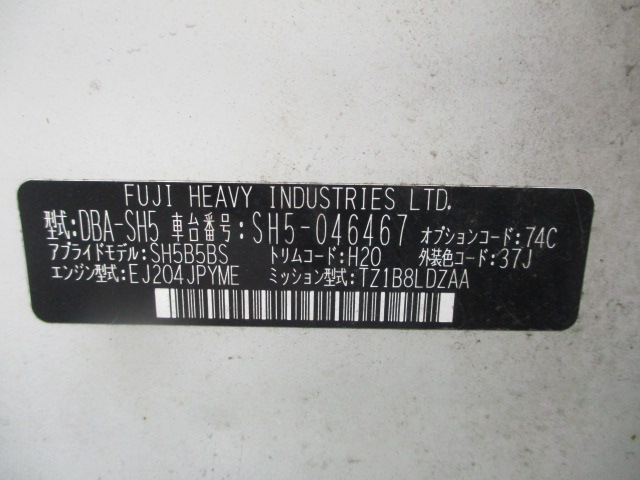 FUJI HEAVY INDUSTRIES LTD.
型式:DBA-SH5 車台番号:SH5-046467 オプションコード:74C
アプライドモデル:SH5B5BS トリムコード:H20 外装色コード:37J
エンジン型式:EJ204JPYME ミッション型式:TZ1B8LDZAA